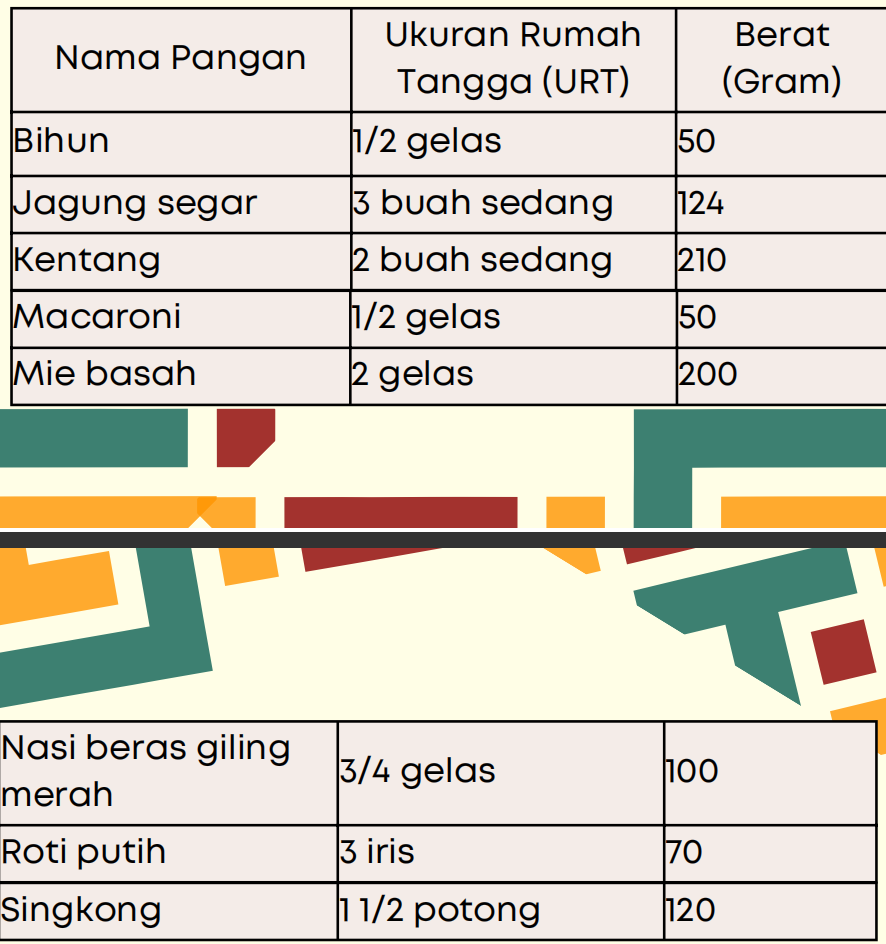 Nama Pangan
Ukuran Rumah
Tangga (URT)
Berat
(Gram)
Bihun 1/2 gelas 50
Jagung segar 3 buah sedang 124
Kentang 2 buah sedang 210
Macaroni 1/2 gelas 50
Mie basah 2 gelas 200
Nasi beras giling
merah
3/4 gelas 100
Roti putih 3 iris 70
Singkong 1 1/2 potong 120